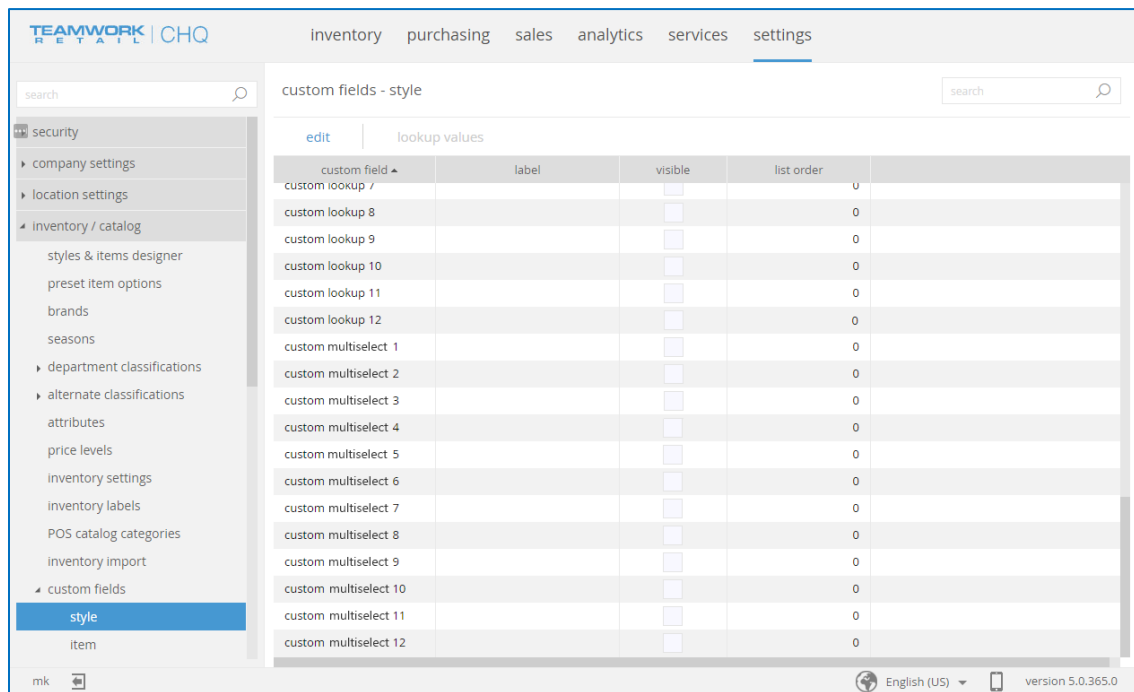 TEAMWORK RETAIL | CHQ
inventory purchasing sales analytics services settings
search
security
company settings
location settings
inventory / catalog
styles & items designer
preset item options
brands
seasons
department classifications
alternate classifications
attributes
price levels
inventory settings
inventory labels
POS catalog categories
inventory import
custom fields
style
item
custom fields - style
search
edit lookup values
custom field label visible list order
custom lookup 7 0
custom lookup 8 0
custom lookup 9 0
custom lookup 10 0
custom lookup 11 0
custom lookup 12 0
custom multiselect 1 0
custom multiselect 2 0
custom multiselect 3 0
custom multiselect 4 0
custom multiselect 5 0
custom multiselect 6 0
custom multiselect 7 0
custom multiselect 8 0
custom multiselect 9 0
custom multiselect 10 0
custom multiselect 11 0
custom multiselect 12 0
mk English (US) version 5.0.365.0